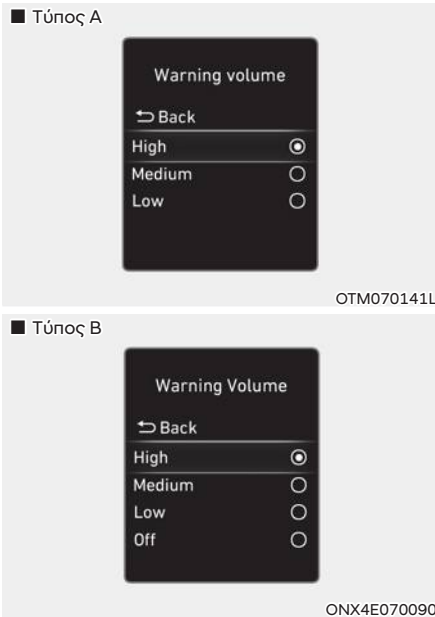 ■ Τύπος A
Warning volume
⮌ Back
High
Medium
Low
OTM070141L
■ Τύπος B
Warning Volume
⮌ Back
High
Medium
Low
Off
ONX4E070090